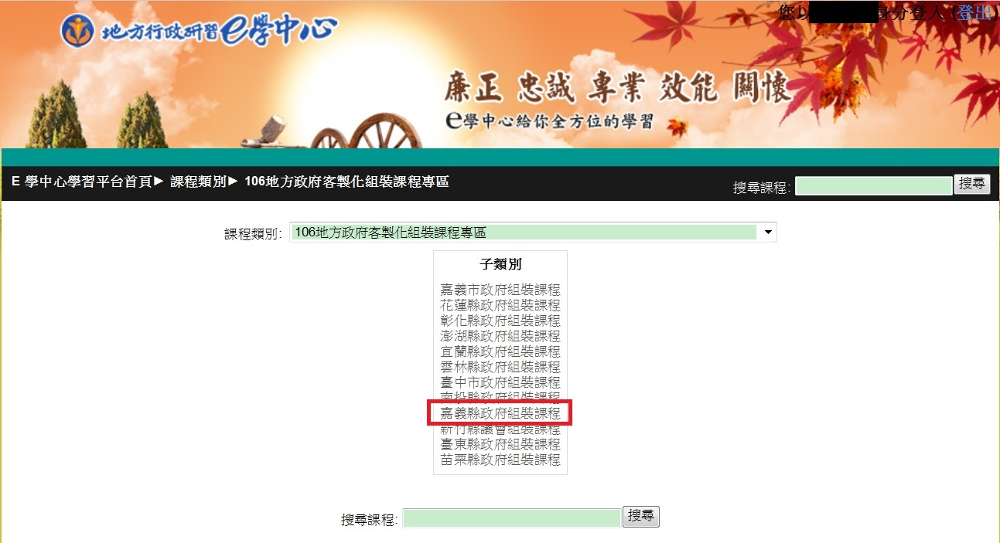 您以 身分登入 (登出)
地方行政研習e學中心
廉正 忠誠 專業 效能 關懷
e學中心給你全方位的學習
E 學中心學習平台首頁► 課程類別► 106地方政府客製化組裝課程專區
搜尋課程: 搜尋
課程類別: 106地方政府客製化組裝課程專區
子類別
嘉義市政府組裝課程
花蓮縣政府組裝課程
彰化縣政府組裝課程
澎湖縣政府組裝課程
宜蘭縣政府組裝課程
雲林縣政府組裝課程
臺中市政府組裝課程
南投縣政府組裝課程
嘉義縣政府組裝課程
新竹縣議會組裝課程
臺東縣政府組裝課程
苗栗縣政府組裝課程
搜尋課程: 搜尋